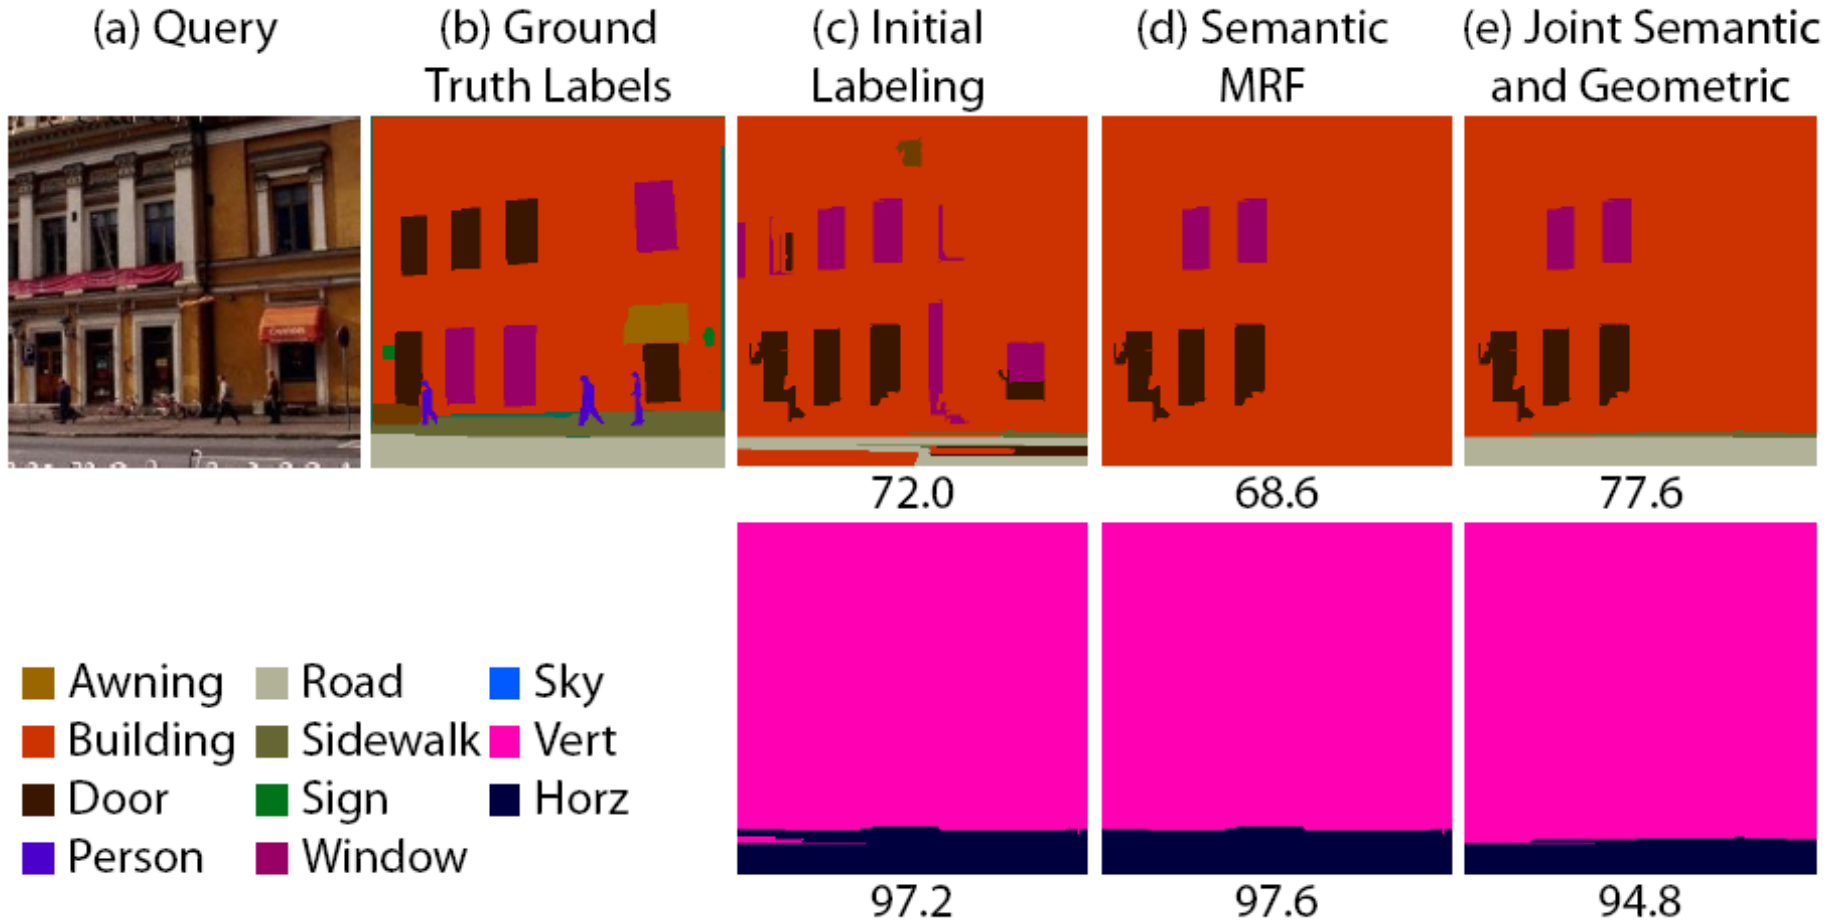 (a) Query
(b) Ground
Truth Labels
(c) Initial
Labeling
(d) Semantic
MRF
(e) Joint Semantic
and Geometric
72.0
68.6
77.6
Awning
Road
Sky
Building
Sidewalk
Vert
Door
Sign
Horz
Person
Window
97.2
97.6
94.8